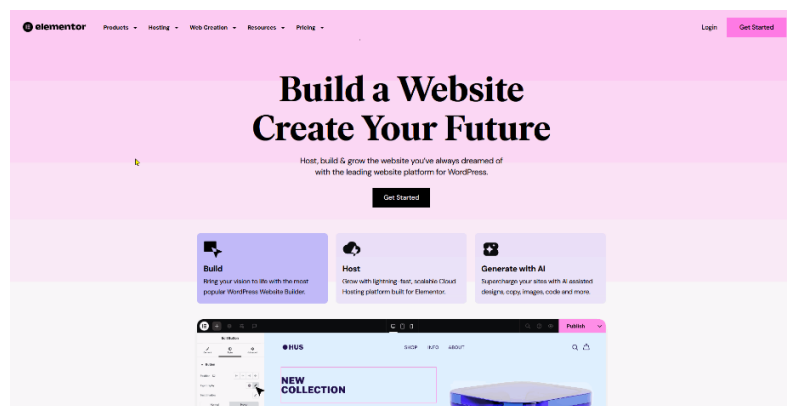 elementor
Products
Hosting
Web Creation
Resources
Pricing
Login
Get Started
Build a Website
Create Your Future
Host, build & grow the website you've always dreamed of
with the leading website platform for WordPress.
Get Started
Build
Bring your vision to life with the most
popular WordPress Website Builder.
Host
Grow with lightning-fast, scalable Cloud
Hosting platform built for Elementor.
Generate with AI
Supercharge your sites with AI assisted
designs, copy, images, code and more.
Publish
HUS
SHOP
INFO
ABOUT
NEW
COLLECTION